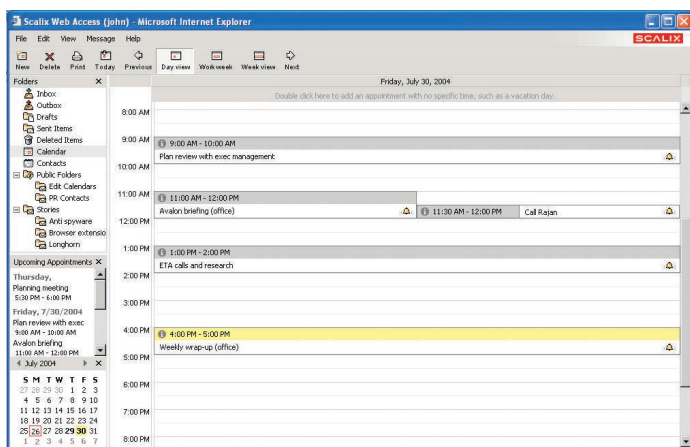 Scalix Web Access (john) - Microsoft Internet Explorer
File Edit View Message Help
SCALIX
New Delete Print Today Previous Day view Workweek Week view Next
Folders
Inbox
Outbox
Drafts
Sent Items
Deleted Items
Calendar
Contacts
Public Folders
Edit Calendars
PR Contacts
Stories
Anti spyware
Browser extensio
Longhorn
Upcoming Appointments
Thursday,
Planning meeting
5:30 PM - 6:00 PM
Friday, 7/30/2004
Plan review with exec
9:00 AM - 10:00 AM
Avalon briefing
11:00 AM - 12:00 PM
July 2004
S M T W T F S
27 28 29 30 1 2 3
4 5 6 7 8 9 10
11 12 13 14 15 16 17
18 19 20 21 22 23 24
25 26 27 28 29 30 31
1 2 3 4 5 6 7
Friday, July 30, 2004
Double click here to add an appointment with no specific time, such as a vacation day.
8:00 AM
9:00 AM
9:00 AM - 10:00 AM
Plan review with exec management
10:00 AM
11:00 AM
11:00 AM - 12:00 PM
Avalon briefing (office)
11:30 AM - 12:00 PM Call Rajan
12:00 PM
1:00 PM
1:00 PM - 2:00 PM
ETA calls and research
2:00 PM
3:00 PM
4:00 PM
4:00 PM - 5:00 PM
Weekly wrap-up (office)
5:00 PM
6:00 PM
7:00 PM
8:00 PM